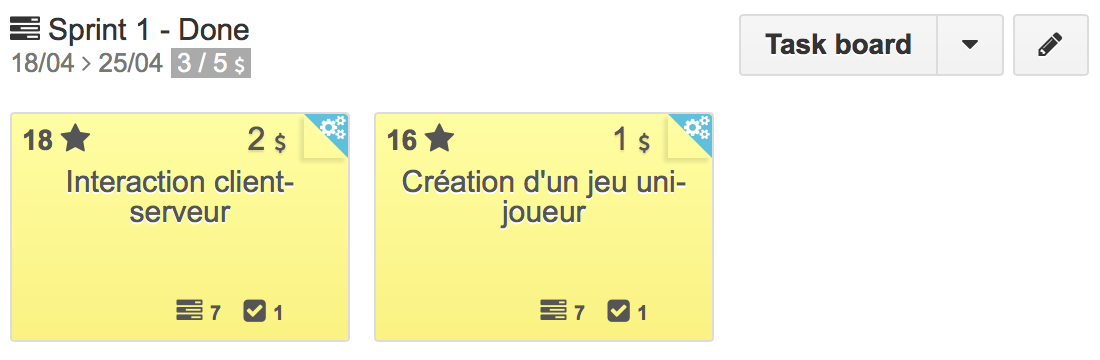 Sprint 1 - Done
18/04 › 25/04 3 / 5 $
Task board
18 2 $
Interaction client-
serveur
7 1
16 1 $
Création d'un jeu uni-
joueur
7 1